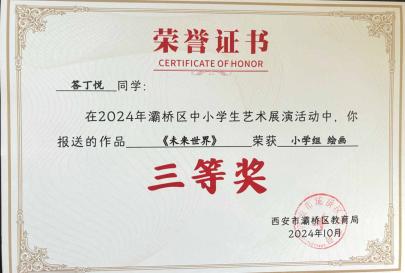 荣誉证书
CERTIFICATE OF HONOR
答丁悦 同学:
在2024年灞桥区中小学生艺术展演活动中，你
报送的作品 《未来世界》 荣获 小学组 绘画
三等奖
西安市灞桥区教育局
2024年10月